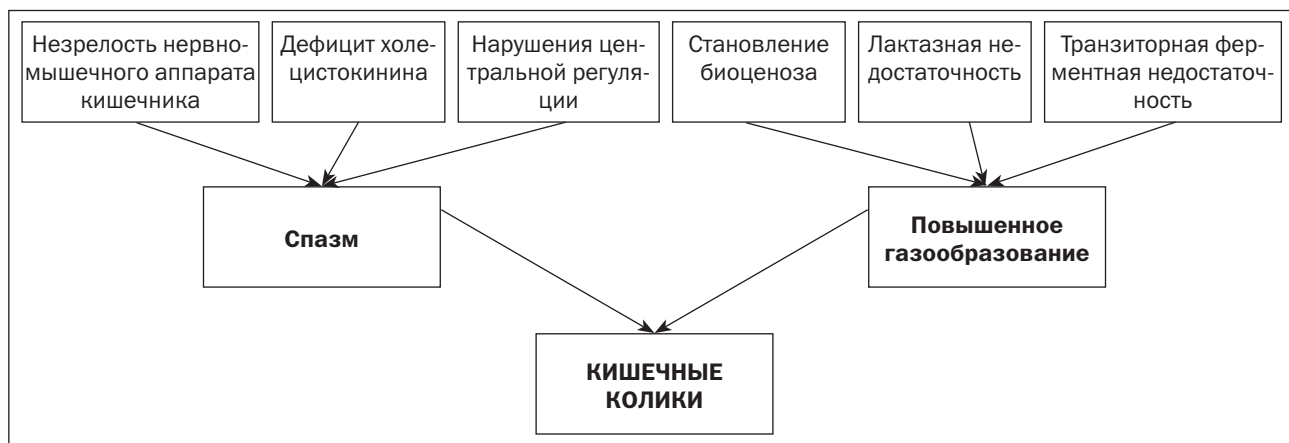 Незрелость нервно-
мышечного аппарата
кишечника
Дефицит холе-
цистокинина
Нарушения цен-
тральной регуля-
ции
Становление
биоценоза
Лактазная не-
достаточность
Транзиторная фер-
ментная недостаточ-
ность
Спазм
Повышенное
газообразование
КИШЕЧНЫЕ
КОЛИКИ